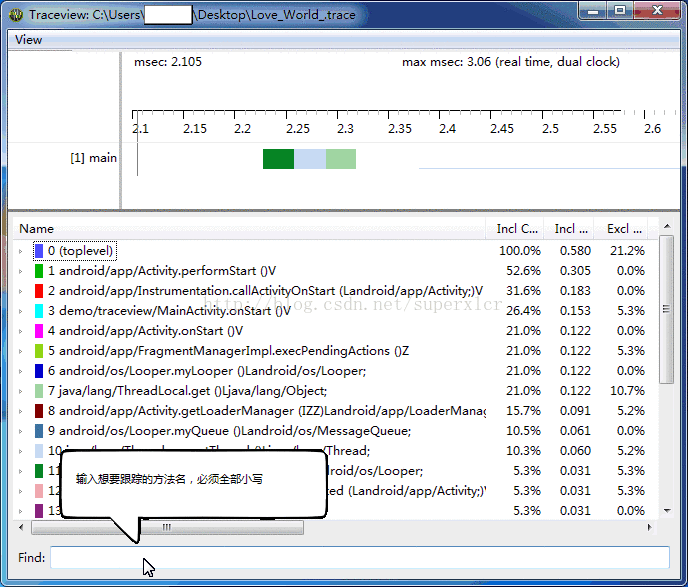 Traceview: C:\Users\ \Desktop\Love_World_.trace
View
msec: 2.105 max msec: 3.06 (real time, dual clock)
2.1 2.15 2.2 2.25 2.3 2.35 2.4 2.45 2.5 2.55 2.6
[1] main
Name Incl C... Incl ... Excl ...
0 (toplevel) 100.0% 0.580 21.2%
1 android/app/Activity.performStart ()V 52.6% 0.305 0.0%
2 android/app/Instrumentation.callActivityOnStart (Landroid/app/Activity;)V 31.6% 0.183 0.0%
http://blog.csdn.net/superxlcr
3 demo/traceview/MainActivity.onStart ()V 26.4% 0.153 5.3%
4 android/app/Activity.onStart ()V 21.0% 0.122 0.0%
5 android/app/FragmentManagerImpl.execPendingActions ()Z 21.0% 0.122 5.3%
6 android/os/Looper.myLooper ()Landroid/os/Looper; 21.0% 0.122 0.0%
7 java/lang/ThreadLocal.get ()Ljava/lang/Object; 21.0% 0.122 10.7%
8 android/app/Activity.getLoaderManager (IZZ)Landroid/app/LoaderManag 15.7% 0.091 5.2%
9 android/os/Looper.myQueue ()Landroid/os/MessageQueue; 10.5% 0.061 0.0%
10 /Thread; 10.3% 0.060 5.2%
11 droid/os/Looper; 5.3% 0.031 0.0%
12 ted (Landroid/app/Activity;)V 5.3% 0.031 0.0%
13 5.3% 0.031 0.0%
输入想要跟踪的方法名，必须全部小写
Find: